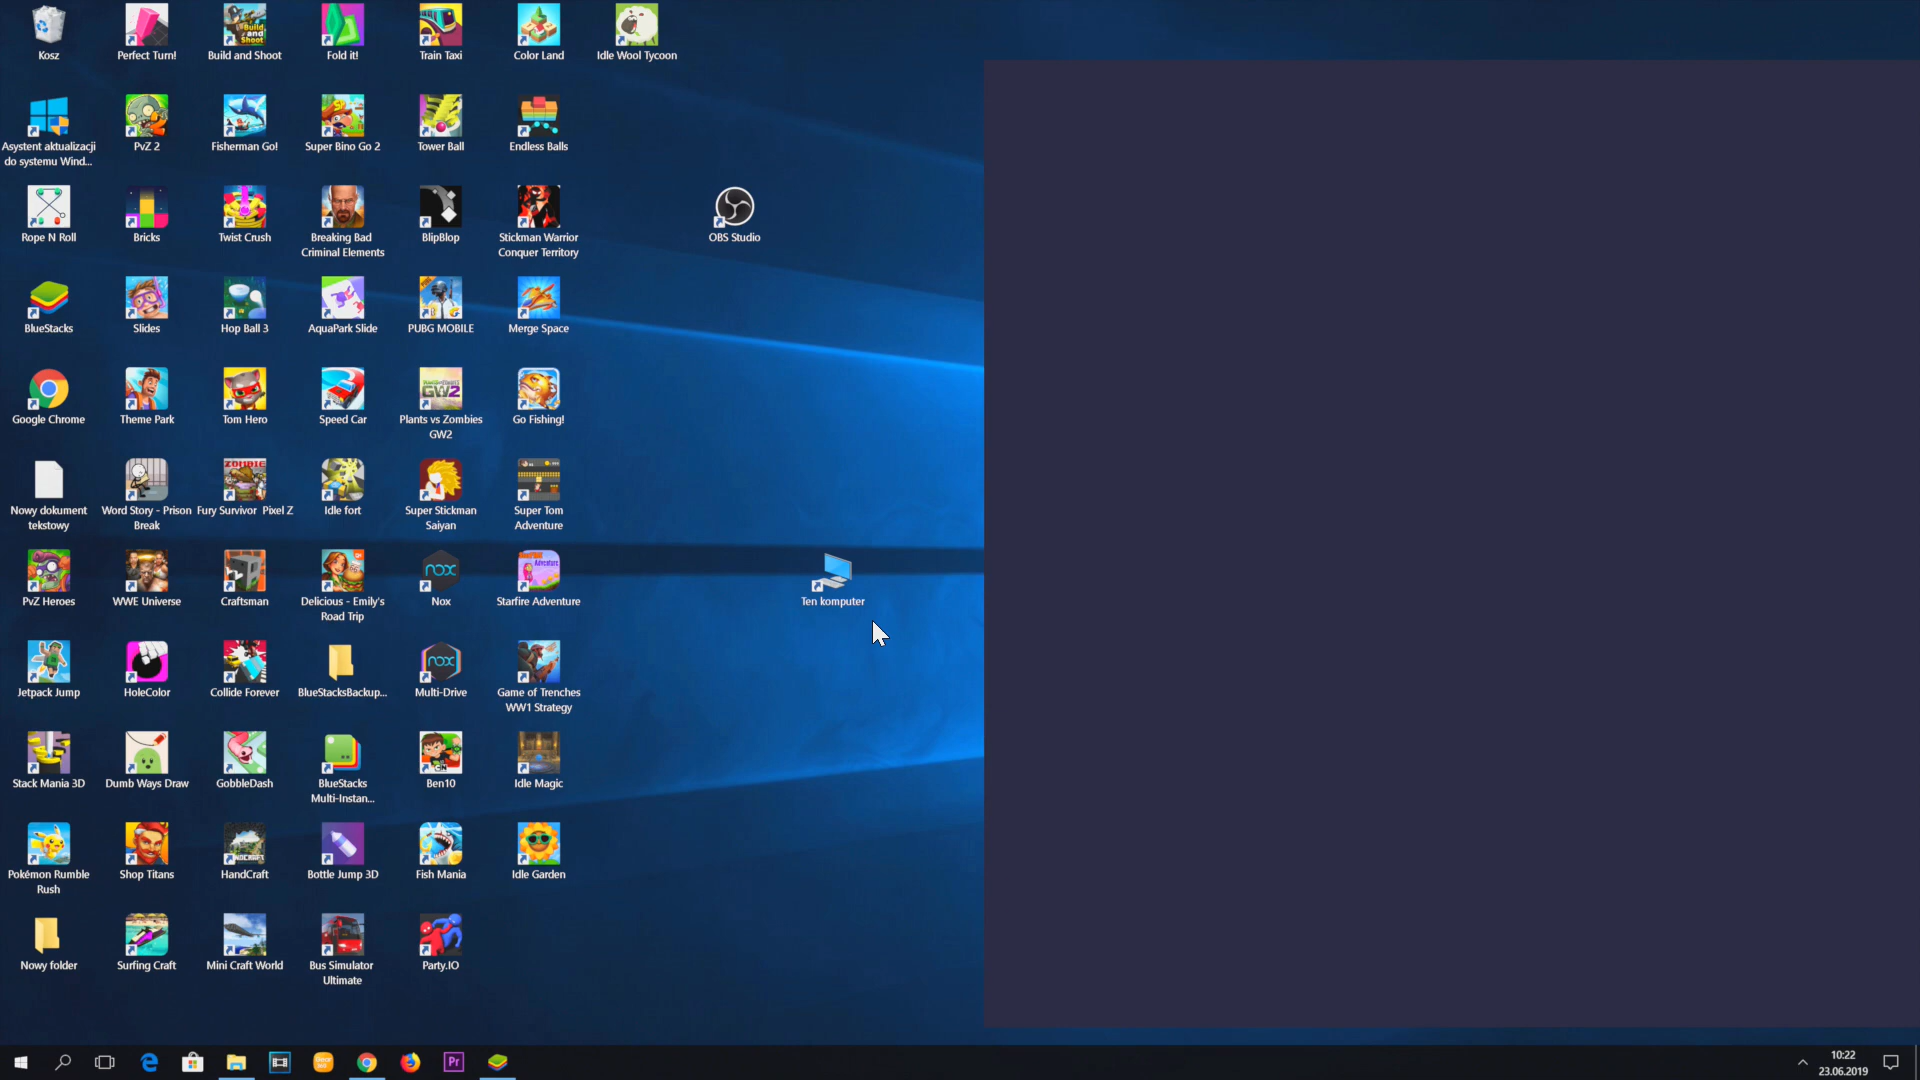 Kosz
Perfect Turn!
Build and Shoot
Fold it!
Train Taxi
Color Land
Idle Wool Tycoon
Asystent aktualizacji
do systemu Wind...
PvZ 2
Fisherman Go!
Super Bino Go 2
Tower Ball
Endless Balls
Rope N Roll
Bricks
Twist Crush
Breaking Bad
Criminal Elements
BlipBlop
Stickman Warrior
Conquer Territory
OBS Studio
BlueStacks
Slides
Hop Ball 3
AquaPark Slide
PUBG MOBILE
Merge Space
Google Chrome
Theme Park
Tom Hero
Speed Car
GW2
Plants vs Zombies
GW2
Go Fishing!
Nowy dokument
tekstowy
Word Story - Prison
Break
ZOMBIE
Fury Survivor Pixel Z
Idle fort
Super Stickman
Saiyan
Super Tom
Adventure
PvZ Heroes
WWE Universe
Craftsman
Delicious - Emily's
Road Trip
nox
Nox
Starfire Adventure
Ten komputer
Jetpack Jump
HoleColor
Collide Forever
BlueStacksBackup...
nox
Multi-Drive
Game of Trenches
WW1 Strategy
Stack Mania 3D
Dumb Ways Draw
GobbleDash
BlueStacks
Multi-Instan...
CN
Ben10
Idle Magic
Pokémon Rumble
Rush
Shop Titans
HandCraft
Bottle Jump 3D
Fish Mania
Idle Garden
Nowy folder
Surfing Craft
Mini Craft World
Bus Simulator
Ultimate
Party.IO
Pr
10:22
23.06.2019